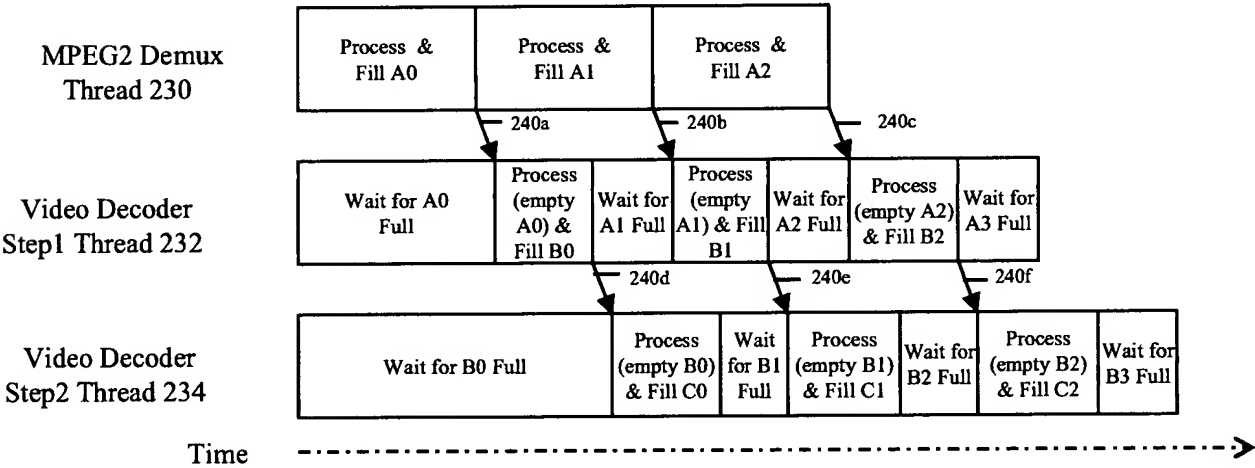 MPEG2 Demux
Thread 230
Process &
Fill A0
Process &
Fill A1
Process &
Fill A2
240a
240b
240c
Video Decoder
Step1 Thread 232
Wait for A0
Full
Process
(empty
A0) &
Fill B0
Wait for
A1 Full
Process
(empty
A1) & Fill
B1
Wait for
A2 Full
Process
(empty A2)
& Fill B2
Wait for
A3 Full
240d
240e
240f
Video Decoder
Step2 Thread 234
Wait for B0 Full
Process
(empty B0)
& Fill C0
Wait
for B1
Full
Process
(empty B1)
& Fill C1
Wait for
B2 Full
Process
(empty B2)
& Fill C2
Wait for
B3 Full
Time